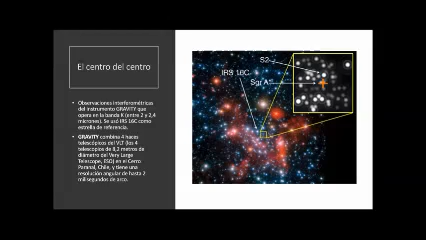 El centro del centro
• Observaciones interferométricas
del instrumento GRAVITY que
opera en la banda K (entre 2 y 2,4
micrones). Se usó IRS 16C como
estrella de referencia.
• GRAVITY combina 4 haces
telescópicos del VLT (los 4
telescopios de 8,2 metros de
diámetro del Very Large
Telescope, ESO) en el Cerro
Paranal, Chile, y tiene una
resolución angular de hasta 2
mil segundos de arco.
S2
IRS 16C
Sgr A*